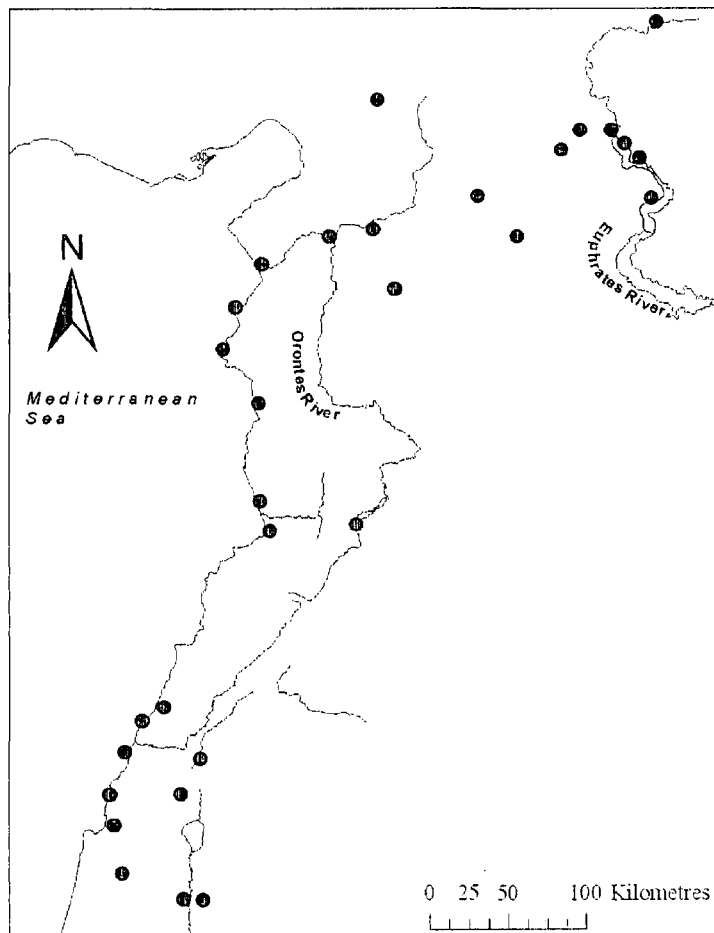 N
Euphrates River
Orontes River
Mediterranean
Sea
0 25 50 100 Kilometres